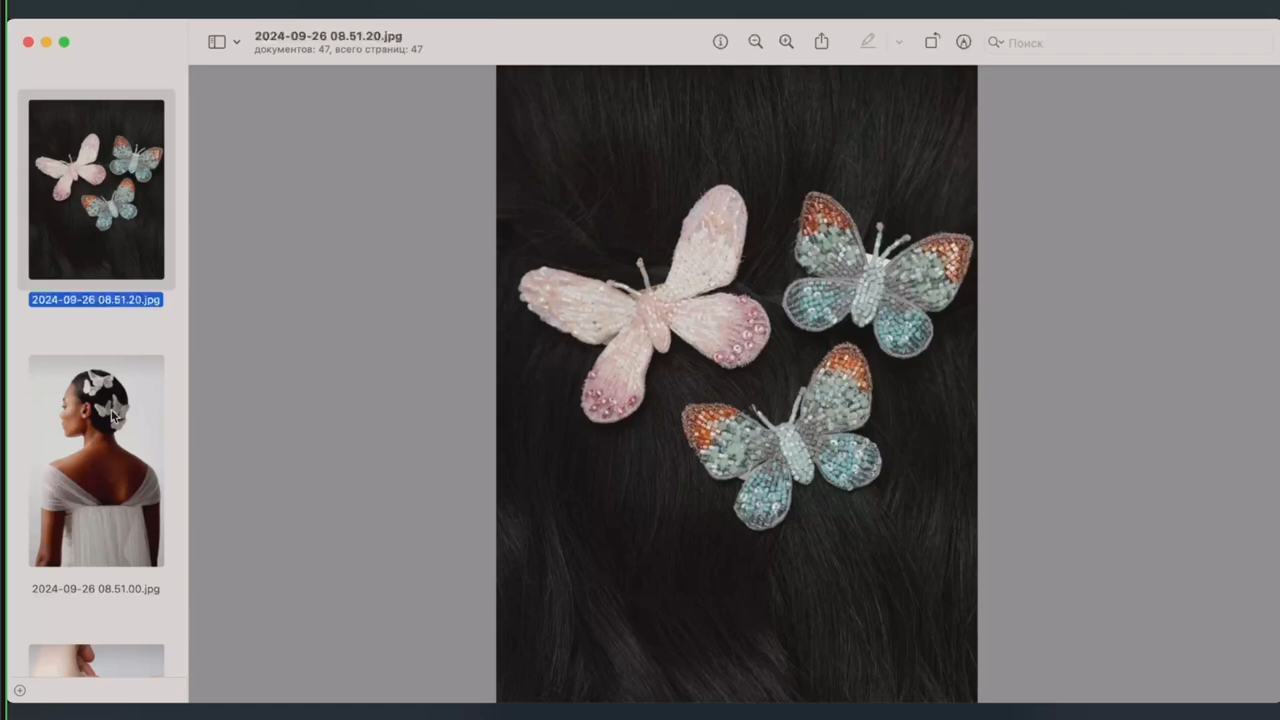 2024-09-26 08.51.20.jpg
документов: 47, всего страниц: 47
Поиск
2024-09-26 08.51.20.jpg
2024-09-26 08.51.00.jpg